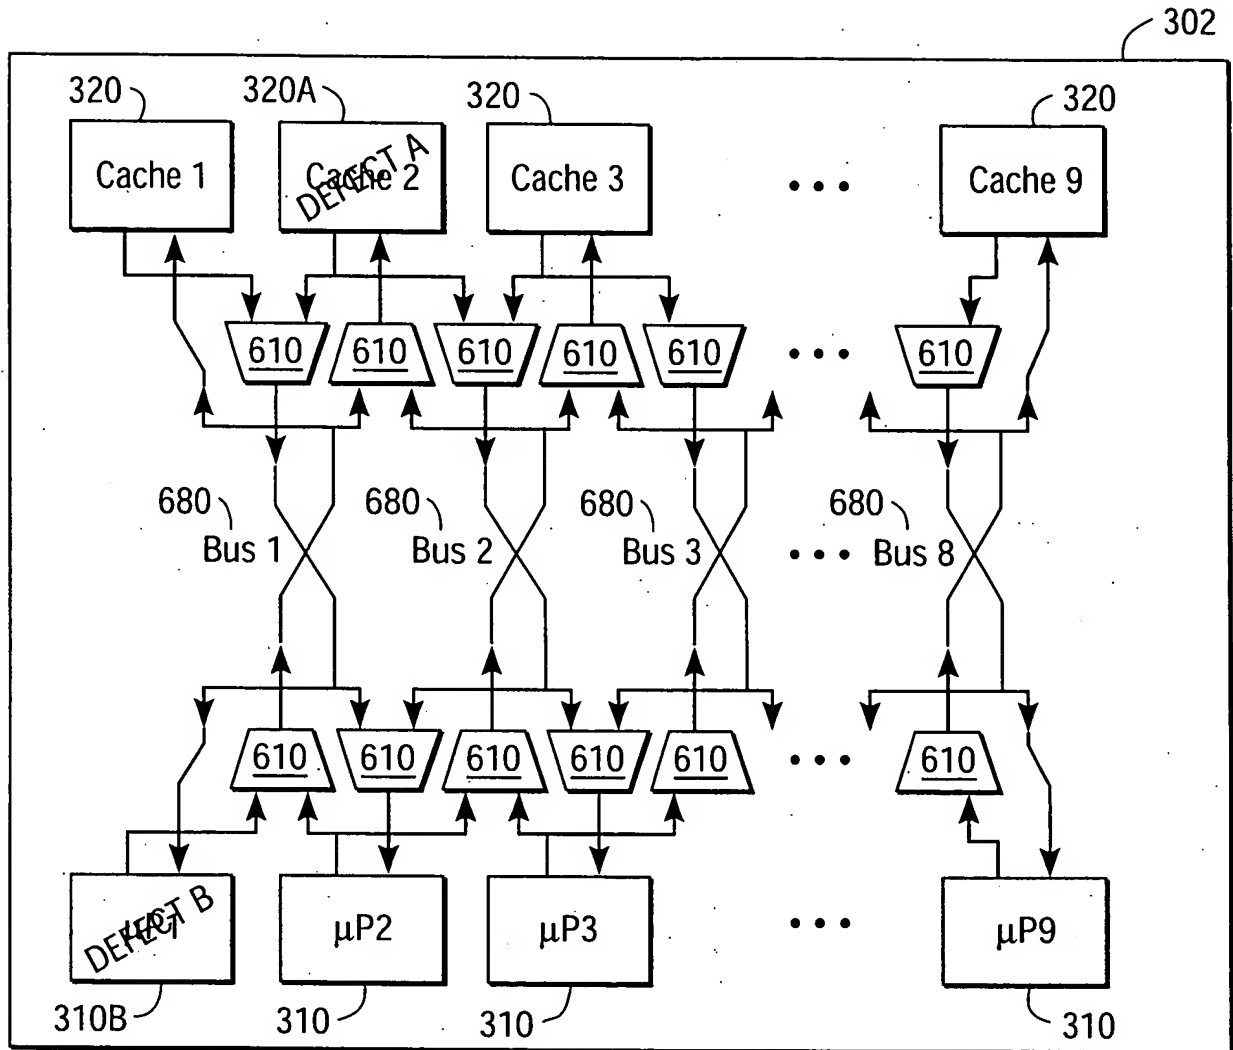 302
320 320A 320 320
Cache 1 Cache 2 Cache 3 Cache 9
DEFECT A
610 610 610 610 610 610
680 680 680 680
Bus 1 Bus 2 Bus 3 Bus 8
610 610 610 610 610 610
DEFECT B
µP2 µP3 µP9
310B 310 310 310